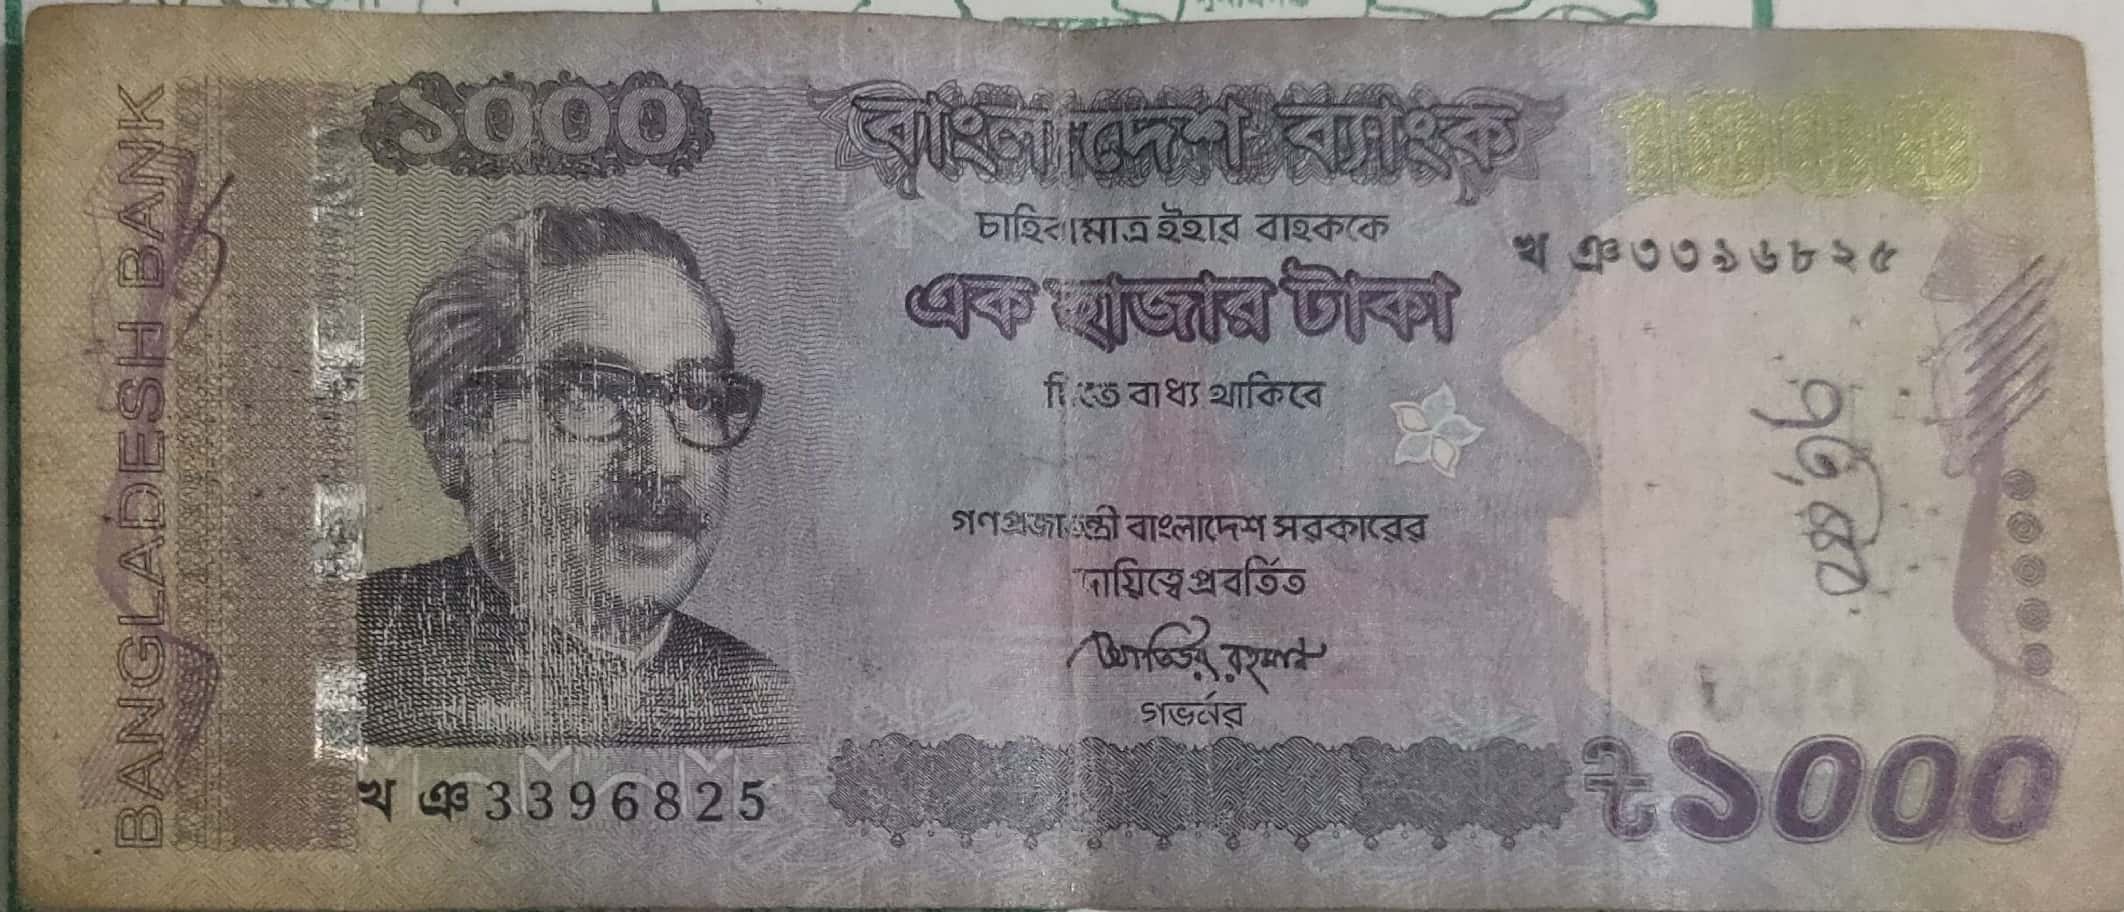 BANGLADESH BANK
১০০০
বাংলাদেশ ব্যাংক
1000
চাহিবামাত্র ইহার বাহককে
খ ঞ ৩৩৯৬৮২৫
এক হাজার টাকা
দিতে বাধ্য থাকিবে
গণপ্রজাতন্ত্রী বাংলাদেশ সরকারের
দায়িত্বে প্রবর্তিত
আতিউর রহমান
গভর্নর
খ ঞ 3396825
৳১০০০